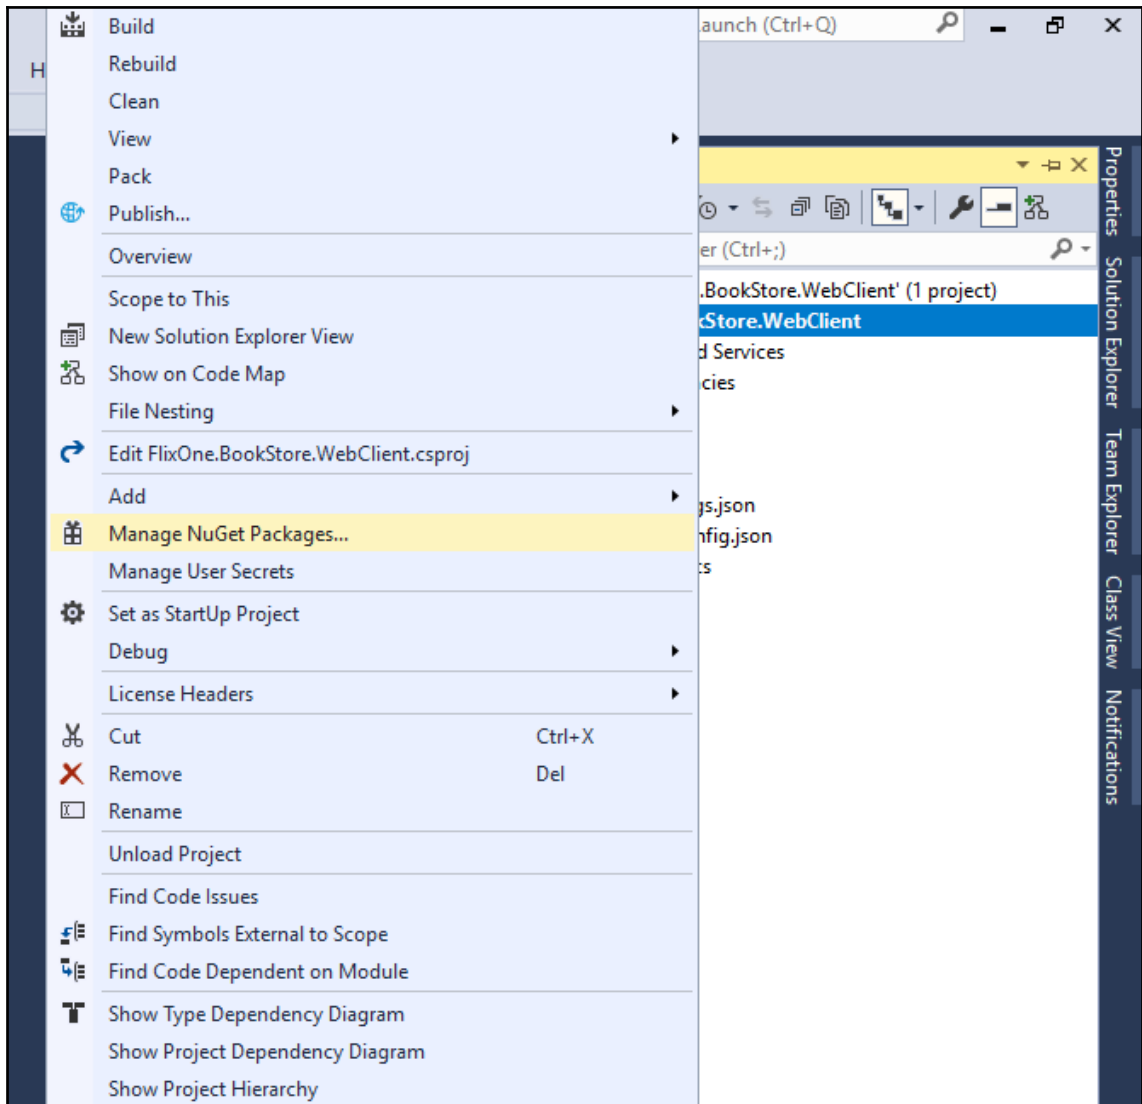 Build
Rebuild
Clean
View
Pack
Publish...
Overview
Scope to This
New Solution Explorer View
Show on Code Map
File Nesting
Edit FlixOne.BookStore.WebClient.csproj
Add
Manage NuGet Packages...
Manage User Secrets
Set as StartUp Project
Debug
License Headers
Cut Ctrl+X
Remove Del
Rename
Unload Project
Find Code Issues
Find Symbols External to Scope
Find Code Dependent on Module
Show Type Dependency Diagram
Show Project Dependency Diagram
Show Project Hierarchy
H
aunch (Ctrl+Q)
er (Ctrl+;)
.BookStore.WebClient' (1 project)
kStore.WebClient
d Services
cies
gs.json
nfig.json
cs
Properties
Solution Explorer
Team Explorer
Class View
Notifications